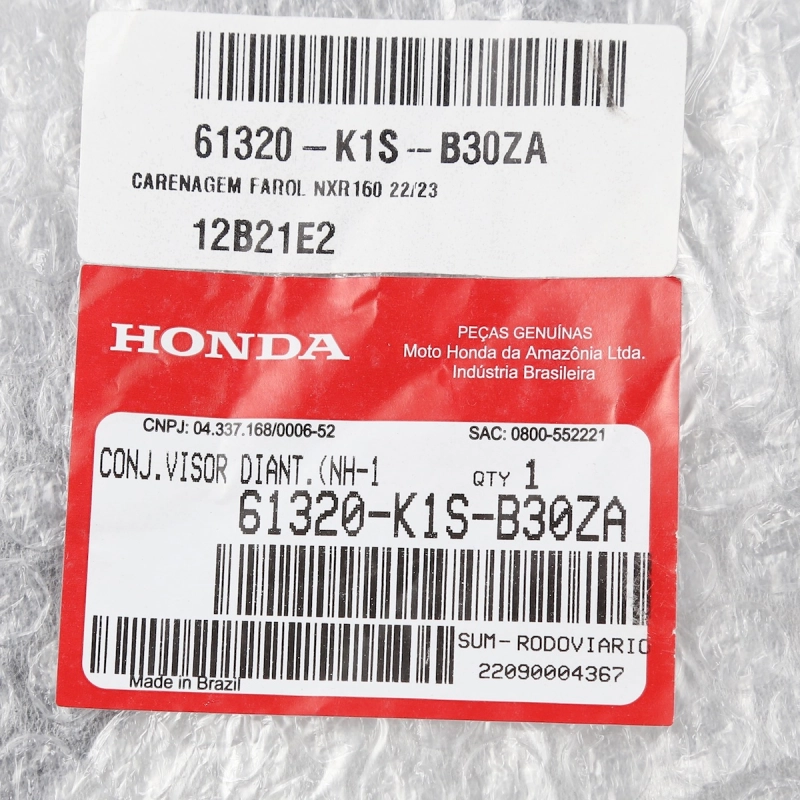 61320-K1S--B30ZA
CARENAGEM FAROL NXR160 22/23
12B21E2
HONDA
PEÇAS GENUÍNAS
Moto Honda da Amazônia Ltda.
Indústria Brasileira
CNPJ: 04.337.168/0006-52
SAC: 0800-552221
CONJ.VISOR DIANT.(NH-1
QTY 1
61320-K1S-B30ZA
SUM-RODOVIARIO
22090004367
Made in Brazil